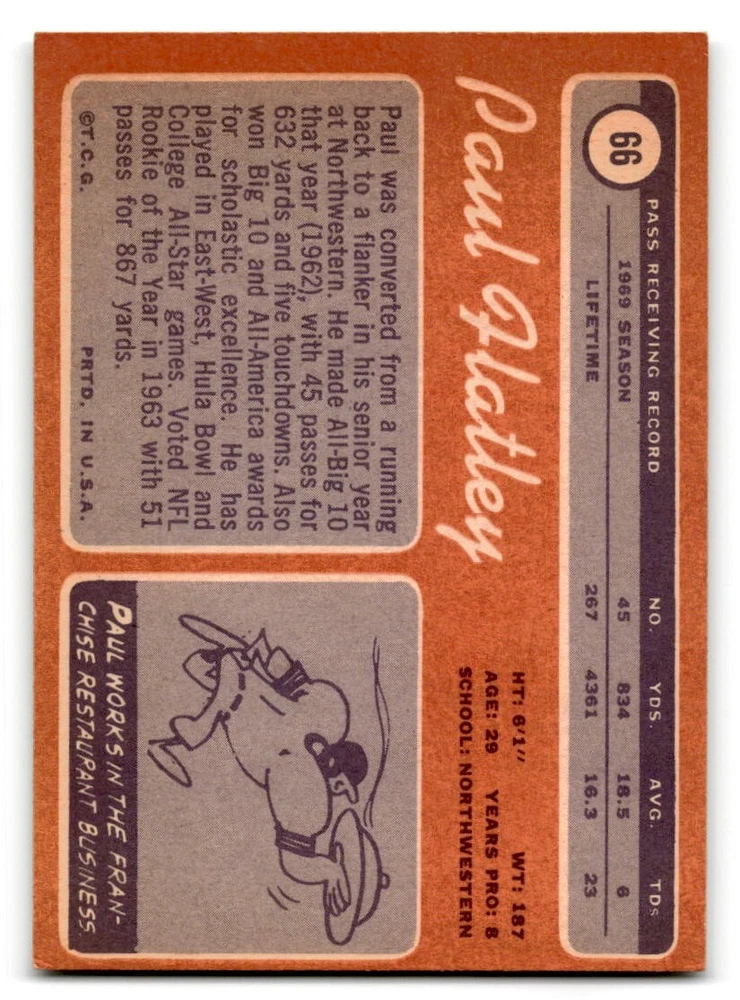 66
PASS RECEIVING RECORD NO. YDS. AVG. TDs
1969 SEASON 45 834 18.5 6
LIFETIME 267 4361 16.3 23
Paul Flatley
HT: 6'1" WT: 187
AGE: 29 YEARS PRO: 8
SCHOOL: NORTHWESTERN
Paul was converted from a running
back to a flanker in his senior year
at Northwestern. He made All-Big 10
that year (1962), with 45 passes for
632 yards and five touchdowns. Also
won Big 10 and All-America awards
for scholastic excellence. He has
played in East-West, Hula Bowl and
College All-Star games. Voted NFL
Rookie of the Year in 1963 with 51
passes for 867 yards.
©T.C.G. PRTD. IN U.S.A.
PAUL WORKS IN THE FRAN-
CHISE RESTAURANT BUSINESS.